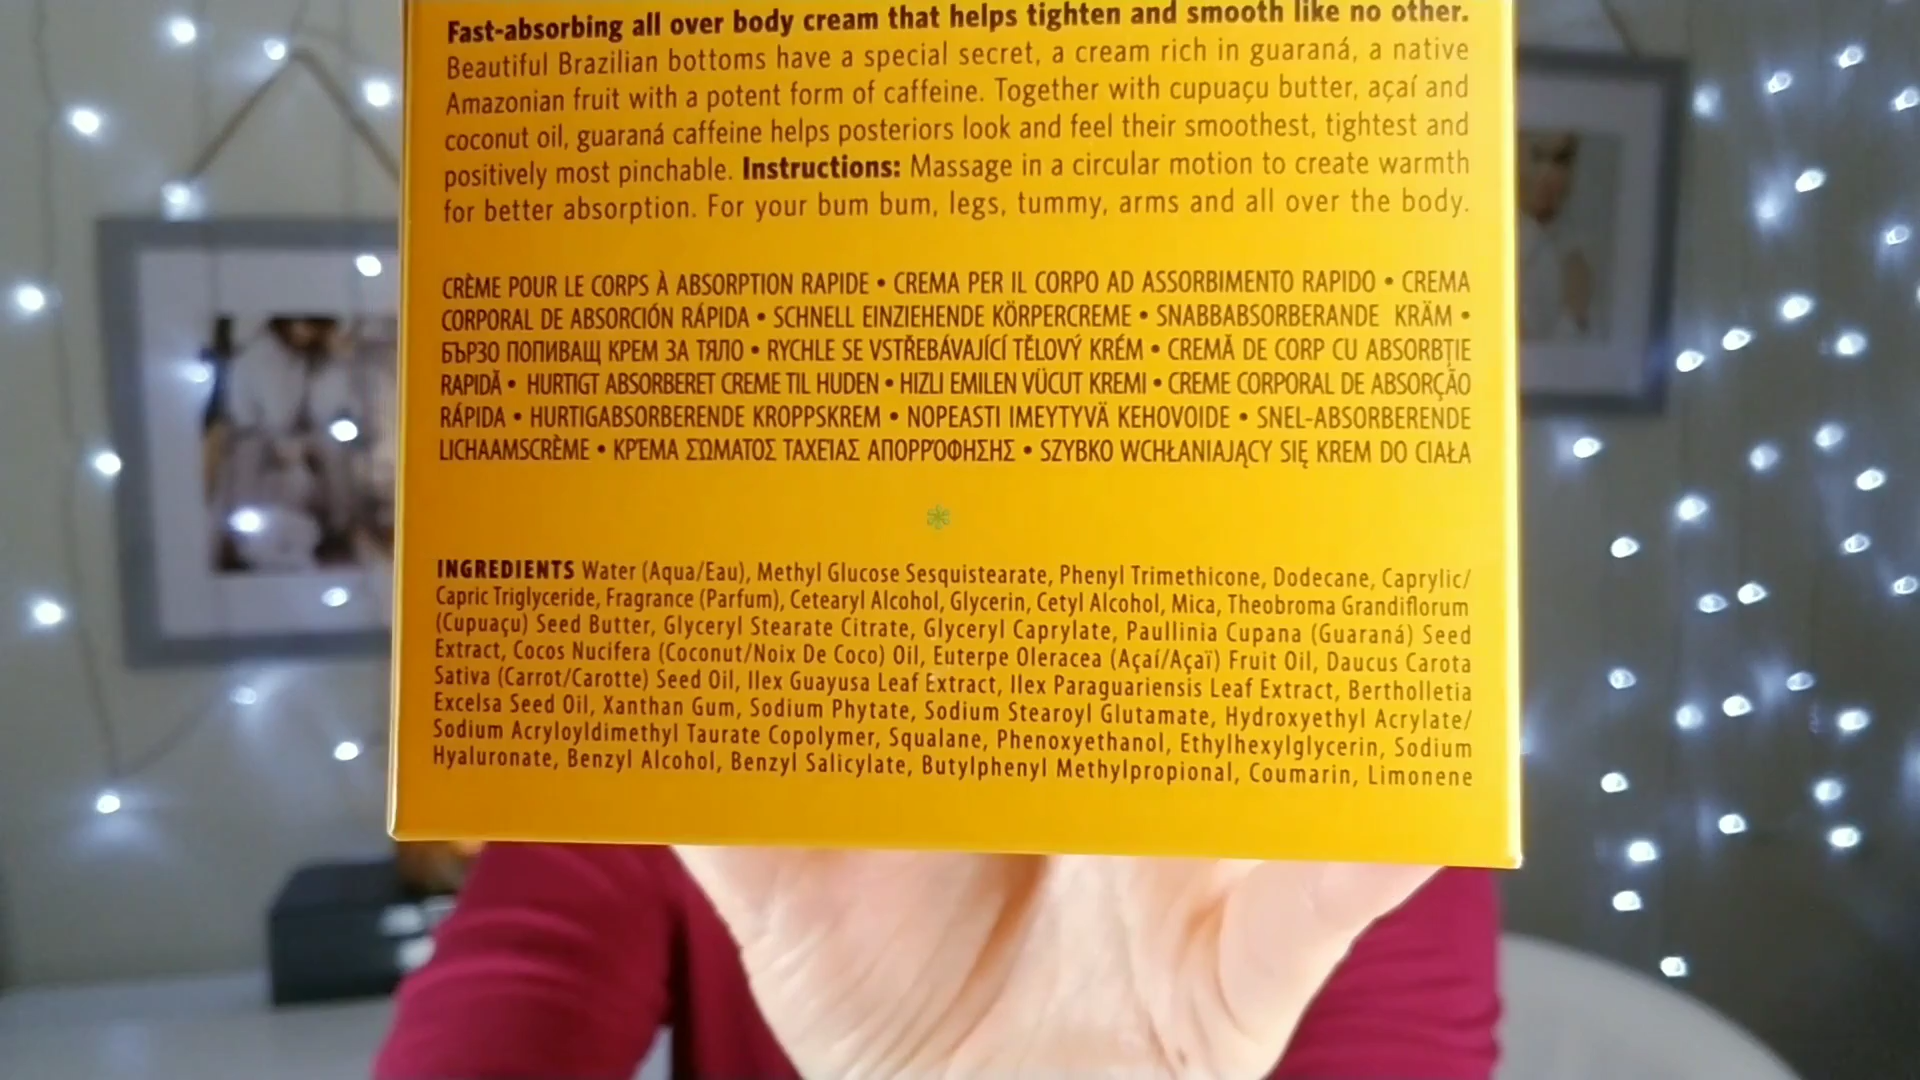 Fast-absorbing all over body cream that helps tighten and smooth like no other.
Beautiful Brazilian bottoms have a special secret, a cream rich in guaraná, a native
Amazonian fruit with a potent form of caffeine. Together with cupuaçu butter, açaí and
coconut oil, guaraná caffeine helps posteriors look and feel their smoothest, tightest and
positively most pinchable. Instructions: Massage in a circular motion to create warmth
for better absorption. For your bum bum, legs, tummy, arms and all over the body.
CRÈME POUR LE CORPS À ABSORPTION RAPIDE • CREMA PER IL CORPO AD ASSORBIMENTO RAPIDO • CREMA
CORPORAL DE ABSORCIÓN RÁPIDA • SCHNELL EINZIEHENDE KÖRPERCREME • SNABBABSORBERANDE KRÄM •
БЪРЗО ПОПИВАЩ КРЕМ ЗА ТЯЛО • RYCHLE SE VSTŘEBÁVAJÍCÍ TĚLOVÝ KRÉM • CREMĂ DE CORP CU ABSORBȚIE
RAPIDĂ • HURTIGT ABSORBERET CREME TIL HUDEN • HIZLI EMILEN VÜCUT KREMI • CREME CORPORAL DE ABSORÇÃO
RÁPIDA • HURTIGABSORBERENDE KROPPSKREM • NOPEASTI IMEYTYVÄ KEHOVOIDE • SNEL-ABSORBERENDE
LICHAAMSCRÈME • ΚΡΈΜΑ ΣΏΜΑΤΟΣ ΤΑΧΕΊΑΣ ΑΠΟΡΡΌΦΗΣΗΣ • SZYBKO WCHŁANIAJĄCY SIĘ KREM DO CIAŁA
INGREDIENTS Water (Aqua/Eau), Methyl Glucose Sesquistearate, Phenyl Trimethicone, Dodecane, Caprylic/
Capric Triglyceride, Fragrance (Parfum), Cetearyl Alcohol, Glycerin, Cetyl Alcohol, Mica, Theobroma Grandiflorum
(Cupuaçu) Seed Butter, Glyceryl Stearate Citrate, Glyceryl Caprylate, Paullinia Cupana (Guaraná) Seed
Extract, Cocos Nucifera (Coconut/Noix De Coco) Oil, Euterpe Oleracea (Açaí/Açaï) Fruit Oil, Daucus Carota
Sativa (Carrot/Carotte) Seed Oil, Ilex Guayusa Leaf Extract, Ilex Paraguariensis Leaf Extract, Bertholletia
Excelsa Seed Oil, Xanthan Gum, Sodium Phytate, Sodium Stearoyl Glutamate, Hydroxyethyl Acrylate/
Sodium Acryloyldimethyl Taurate Copolymer, Squalane, Phenoxyethanol, Ethylhexylglycerin, Sodium
Hyaluronate, Benzyl Alcohol, Benzyl Salicylate, Butylphenyl Methylpropional, Coumarin, Limonene